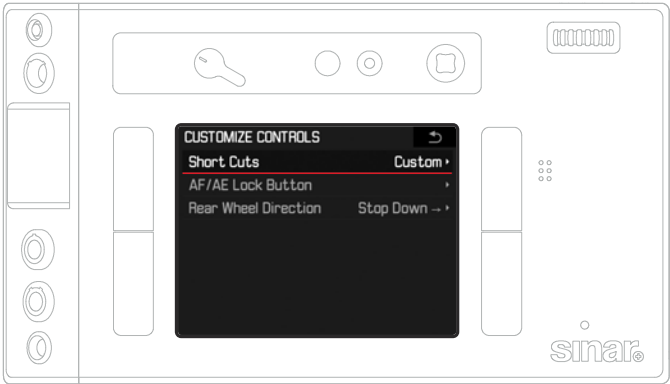 CUSTOMIZE CONTROLS
Short Cuts Custom
AF/AE Lock Button
Rear Wheel Direction Stop Down →
sinar